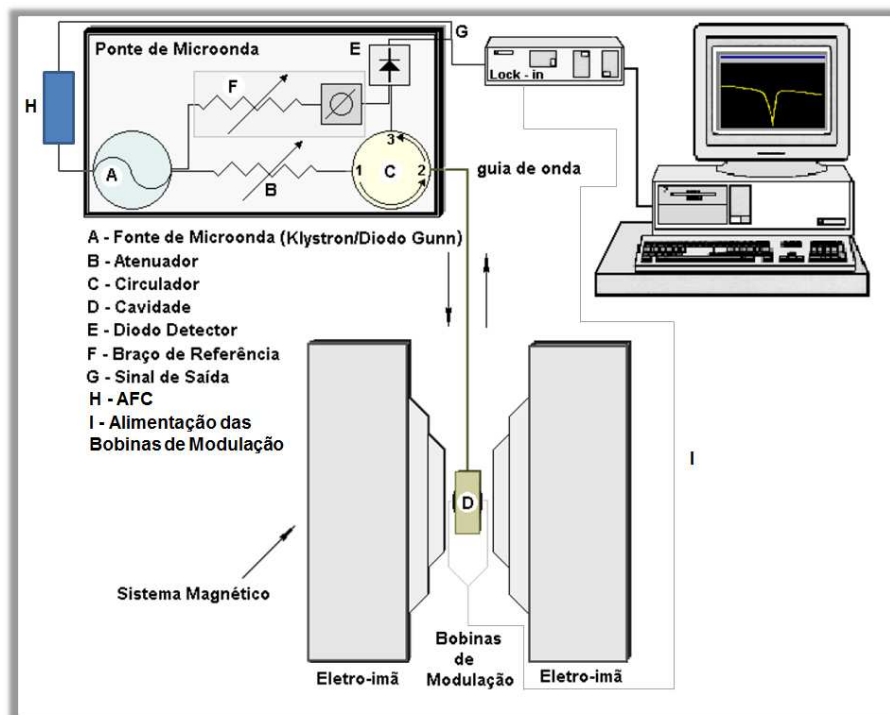 Ponte de Microonda
E
G
F
H
Lock - in
3
A
1
C
2
B
guia de onda
A - Fonte de Microonda (Klystron/Diodo Gunn)
B - Atenuador
C - Circulador
D - Cavidade
E - Diodo Detector
F - Braço de Referência
G - Sinal de Saída
H - AFC
I - Alimentação das
Bobinas de Modulação
I
D
Sistema Magnético
Bobinas
de
Modulação
Eletro-imã
Eletro-imã